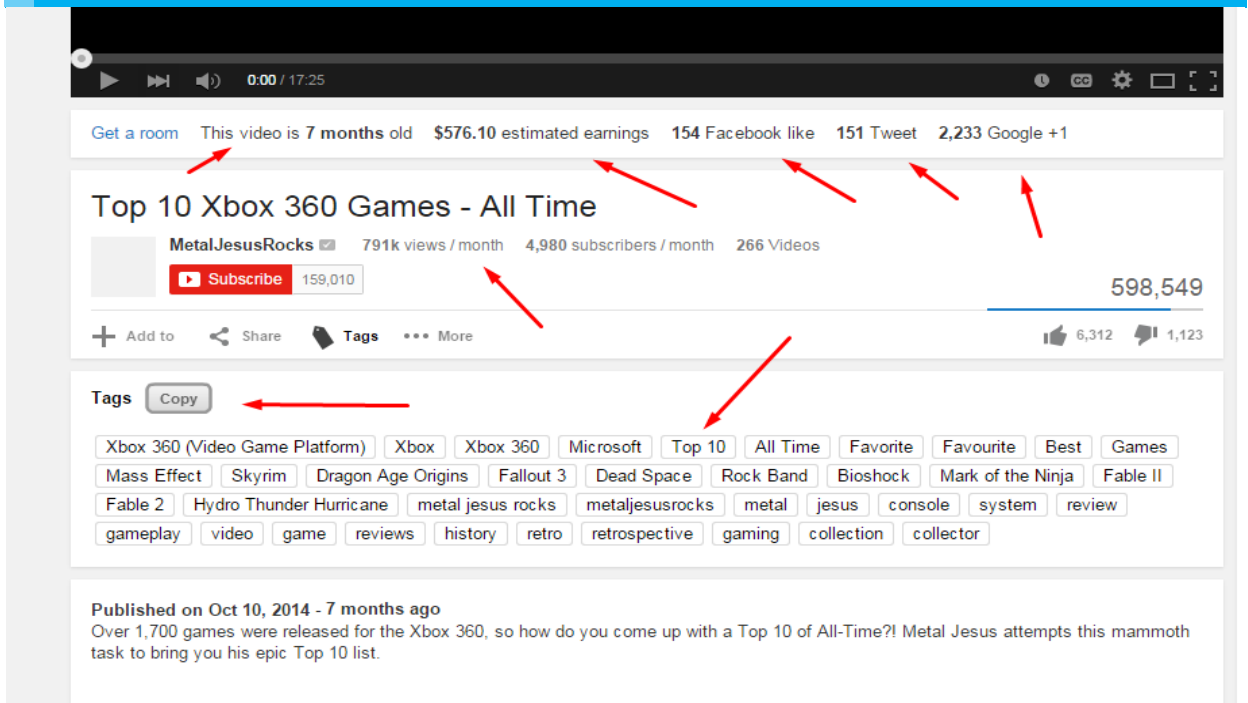 0:00 / 17:25 CC
Get a room This video is 7 months old $576.10 estimated earnings 154 Facebook like 151 Tweet 2,233 Google +1
Top 10 Xbox 360 Games - All Time
MetalJesusRocks 791k views / month 4,980 subscribers / month 266 Videos
Subscribe 159,010
598,549
Add to Share Tags More 6,312 1,123
Tags Copy
Xbox 360 (Video Game Platform) Xbox Xbox 360 Microsoft Top 10 All Time Favorite Favourite Best Games
Mass Effect Skyrim Dragon Age Origins Fallout 3 Dead Space Rock Band Bioshock Mark of the Ninja Fable II
Fable 2 Hydro Thunder Hurricane metal jesus rocks metaljesusrocks metal jesus console system review
gameplay video game reviews history retro retrospective gaming collection collector
Published on Oct 10, 2014 - 7 months ago
Over 1,700 games were released for the Xbox 360, so how do you come up with a Top 10 of All-Time?! Metal Jesus attempts this mammoth
task to bring you his epic Top 10 list.